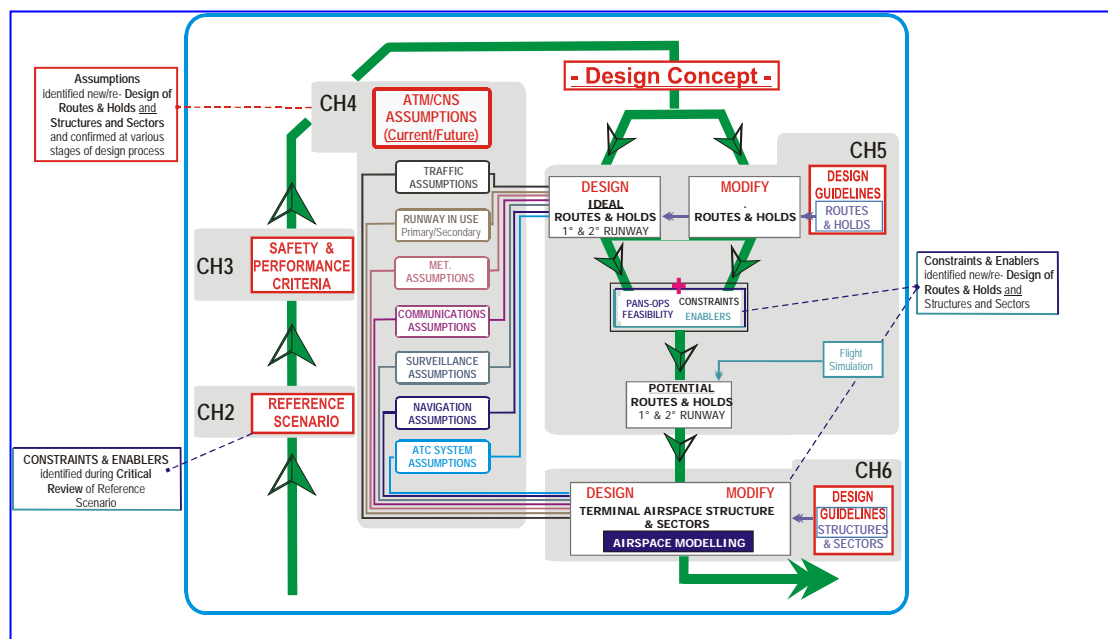 - Design Concept -
Assumptions
identified new/re- Design of
Routes & Holds and
Structures and Sectors
and confirmed at various
stages of design process
CH4
ATM/CNS
ASSUMPTIONS
(Current/Future)
TRAFFIC
ASSUMPTIONS
RUNWAY IN USE
Primary/Secondary
MET.
ASSUMPTIONS
COMMUNICATIONS
ASSUMPTIONS
SURVEILLANCE
ASSUMPTIONS
NAVIGATION
ASSUMPTIONS
ATC SYSTEM
ASSUMPTIONS
CH3
SAFETY &
PERFORMANCE
CRITERIA
CH2
REFERENCE
SCENARIO
CONSTRAINTS & ENABLERS
identified during Critical
Review of Reference
Scenario
CH5
DESIGN
IDEAL
ROUTES & HOLDS
1° & 2° RUNWAY
MODIFY
.
ROUTES & HOLDS
DESIGN
GUIDELINES
ROUTES
& HOLDS
+
PANS-OPS
FEASIBILITY
CONSTRAINTS
ENABLERS
Constraints & Enablers
identified new/re- Design of
Routes & Holds and
Structures and Sectors
Flight
Simulation
POTENTIAL
ROUTES & HOLDS
1° & 2° RUNWAY
CH6
DESIGN MODIFY
TERMINAL AIRSPACE STRUCTURE
& SECTORS
AIRSPACE MODELLING
DESIGN
GUIDELINES
STRUCTURES
& SECTORS